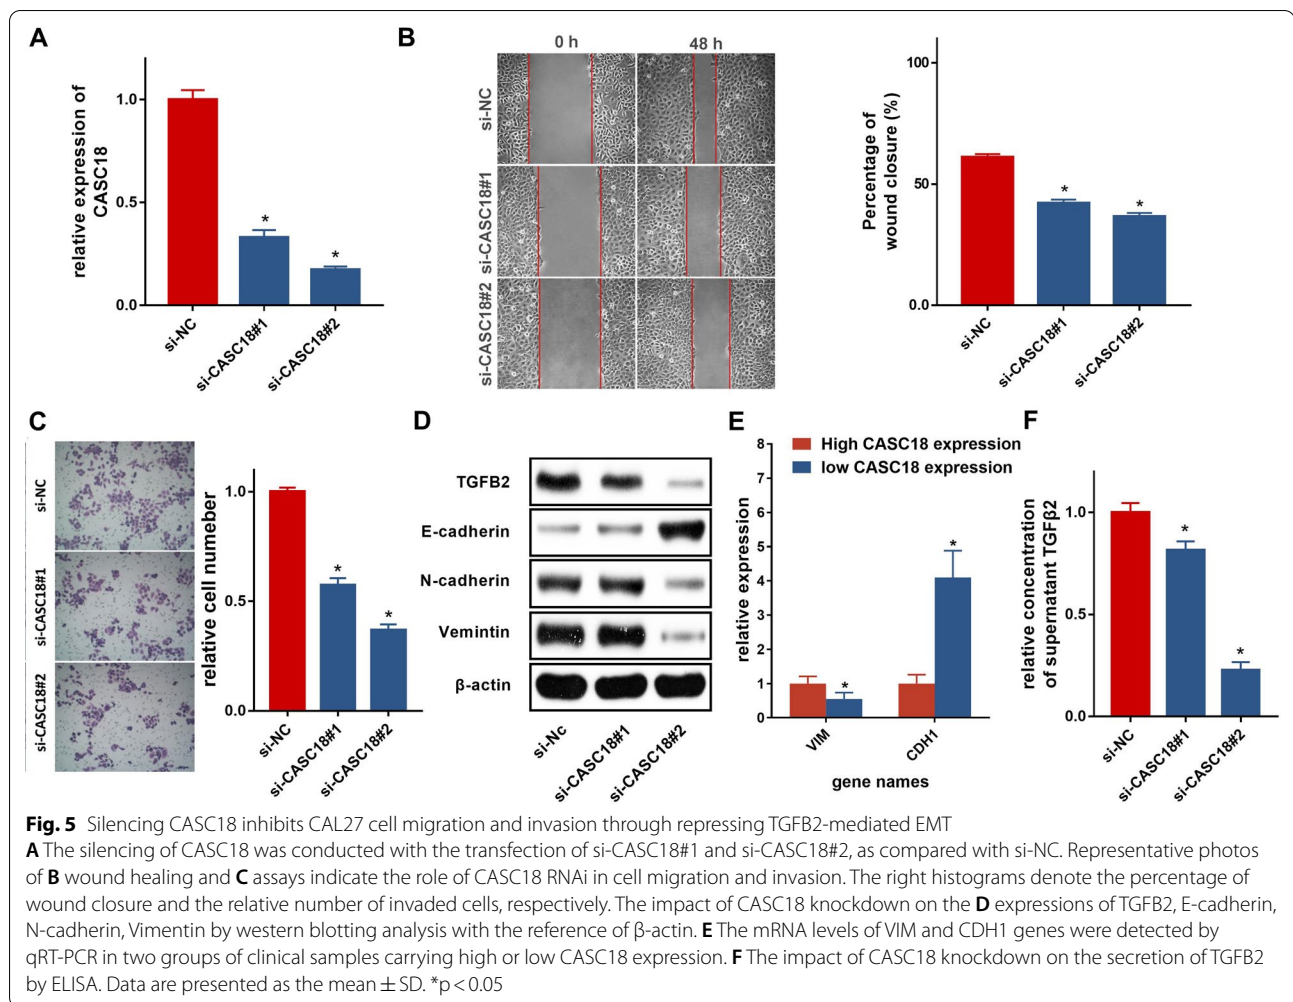 A
relative expression of
CASC18
1.0
0.5
0.0
si-NC
si-CASC18#1
si-CASC18#2
*
*
B
0 h
48 h
si-NC
si-CASC18#1
si-CASC18#2
Percentage of
wound closure (%)
100
50
0
*
*
si-NC
si-CASC18#1
si-CASC18#2
C
si-NC
si-CASC18#1
si-CASC18#2
relative cell numeber
1.0
0.5
0.0
*
*
si-NC
si-CASC18#1
si-CASC18#2
D
TGFB2
E-cadherin
N-cadherin
Vemintin
β-actin
si-Nc
si-CASC18#1
si-CASC18#2
E
High CASC18 expression
low CASC18 expression
relative expression
8
7
6
5
4
3
2
1
0
*
*
VIM
CDH1
gene names
F
relative concentration
of supernatant TGFβ2
1.0
0.5
0.0
*
*
si-NC
si-CASC18#1
si-CASC18#2
Fig. 5 Silencing CASC18 inhibits CAL27 cell migration and invasion through repressing TGFB2-mediated EMT
A The silencing of CASC18 was conducted with the transfection of si-CASC18#1 and si-CASC18#2, as compared with si-NC. Representative photos
of B wound healing and C assays indicate the role of CASC18 RNAi in cell migration and invasion. The right histograms denote the percentage of
wound closure and the relative number of invaded cells, respectively. The impact of CASC18 knockdown on the D expressions of TGFB2, E-cadherin,
N-cadherin, Vimentin by western blotting analysis with the reference of β-actin. E The mRNA levels of VIM and CDH1 genes were detected by
qRT-PCR in two groups of clinical samples carrying high or low CASC18 expression. F The impact of CASC18 knockdown on the secretion of TGFB2
by ELISA. Data are presented as the mean ± SD. *p < 0.05